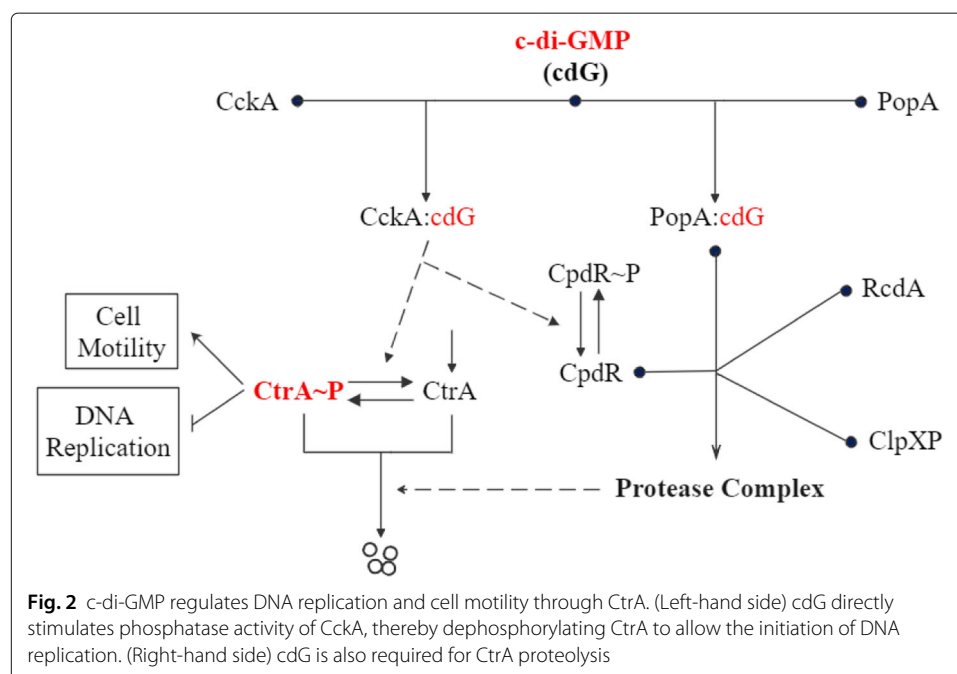 c-di-GMP
(cdG)
CckA
PopA
CckA:cdG
PopA:cdG
CpdR~P
RcdA
Cell
Motility
CpdR
CtrA~P
CtrA
DNA
Replication
ClpXP
Protease Complex
Fig. 2 c-di-GMP regulates DNA replication and cell motility through CtrA. (Left-hand side) cdG directly
stimulates phosphatase activity of CckA, thereby dephosphorylating CtrA to allow the initiation of DNA
replication. (Right-hand side) cdG is also required for CtrA proteolysis